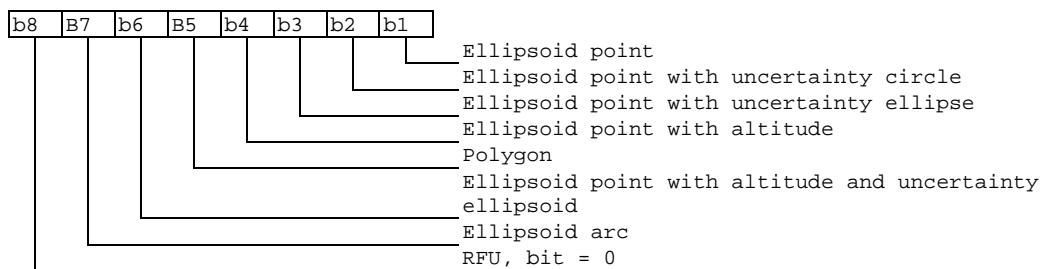 b8 B7 b6 B5 b4 b3 b2 b1
Ellipsoid point
Ellipsoid point with uncertainty circle
Ellipsoid point with uncertainty ellipse
Ellipsoid point with altitude
Polygon
Ellipsoid point with altitude and uncertainty
ellipsoid
Ellipsoid arc
RFU, bit = 0